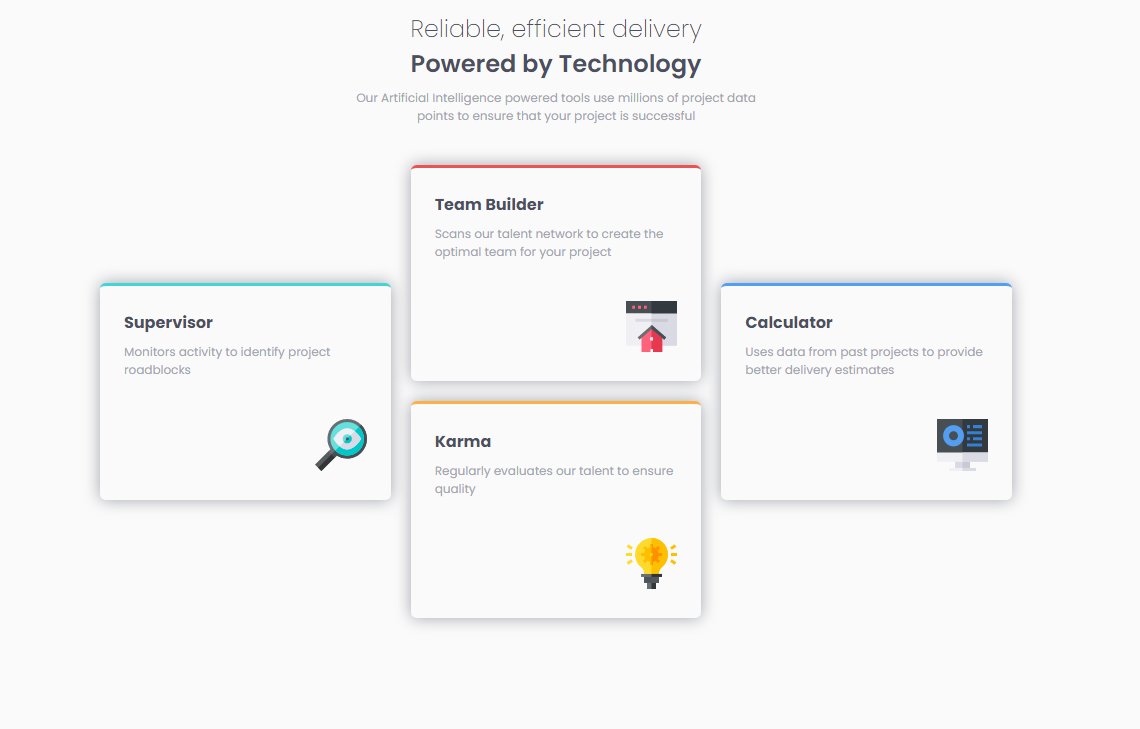 Reliable, efficient delivery
Powered by Technology
Our Artificial Intelligence powered tools use millions of project data
points to ensure that your project is successful
Team Builder
Scans our talent network to create the
optimal team for your project
Supervisor
Monitors activity to identify project
roadblocks
Calculator
Uses data from past projects to provide
better delivery estimates
Karma
Regularly evaluates our talent to ensure
quality